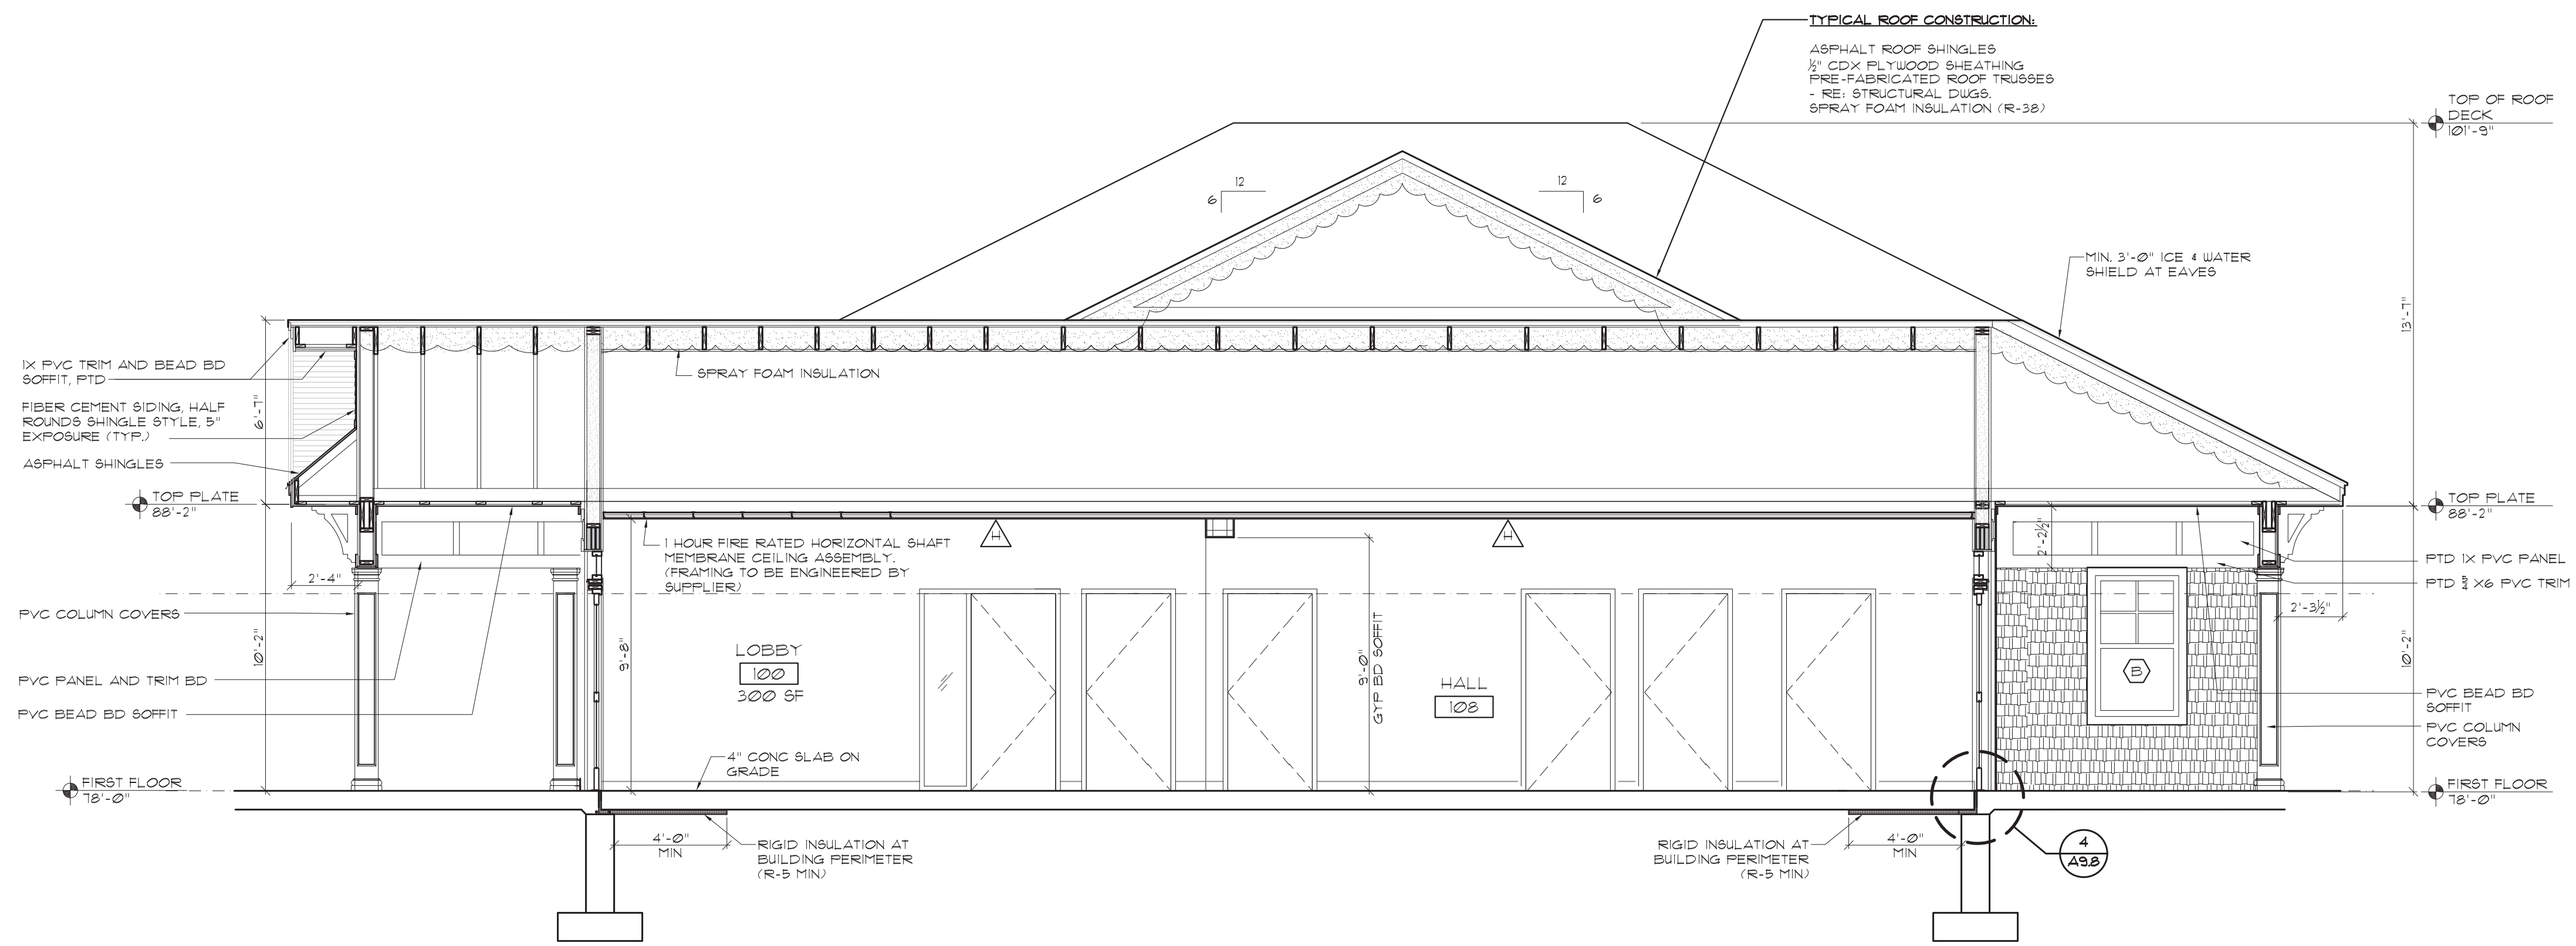 TYPICAL ROOF CONSTRUCTION:
ASPHALT ROOF SHINGLES
½" CDX PLYWOOD SHEATHING
PRE-FABRICATED ROOF TRUSSES
- RE: STRUCTURAL DWGS.
SPRAY FOAM INSULATION (R-38)
TOP OF ROOF
DECK
101'-9"
12
6
12
6
MIN. 3'-0" ICE & WATER
SHIELD AT EAVES
13'-7"
1X PVC TRIM AND BEAD BD
SOFFIT, PTD
FIBER CEMENT SIDING, HALF
ROUNDS SHINGLE STYLE, 5"
EXPOSURE (TYP.)
ASPHALT SHINGLES
6'-7"
SPRAY FOAM INSULATION
TOP PLATE
88'-2"
TOP PLATE
88'-2"
1 HOUR FIRE RATED HORIZONTAL SHAFT
MEMBRANE CEILING ASSEMBLY.
(FRAMING TO BE ENGINEERED BY
SUPPLIER)
H
H
2'-2½"
PTD 1X PVC PANEL
PTD 5/4 X6 PVC TRIM
2'-4"
2'-3½"
PVC COLUMN COVERS
10'-2"
9'-8"
LOBBY
100
300 SF
9'-0"
GYP BD SOFFIT
HALL
108
B
10'-2"
PVC PANEL AND TRIM BD
PVC BEAD BD SOFFIT
PVC BEAD BD
SOFFIT
PVC COLUMN
COVERS
4" CONC SLAB ON
GRADE
FIRST FLOOR
78'-0"
FIRST FLOOR
78'-0"
4'-0"
MIN
RIGID INSULATION AT
BUILDING PERIMETER
(R-5 MIN)
RIGID INSULATION AT
BUILDING PERIMETER
(R-5 MIN)
4'-0"
MIN
4
A9.8